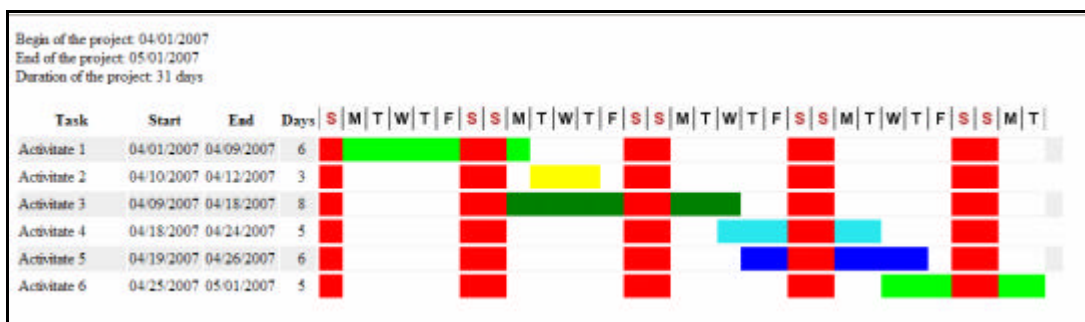 Begin of the project: 04/01/2007
End of the project: 05/01/2007
Duration of the project: 31 days
Task Start End Days S M T W T F S S M T W T F S S M T W T F S S M T W T F S S M T
Activitate 1 04/01/2007 04/09/2007 6
Activitate 2 04/10/2007 04/12/2007 3
Activitate 3 04/09/2007 04/18/2007 8
Activitate 4 04/18/2007 04/24/2007 5
Activitate 5 04/19/2007 04/26/2007 6
Activitate 6 04/25/2007 05/01/2007 5